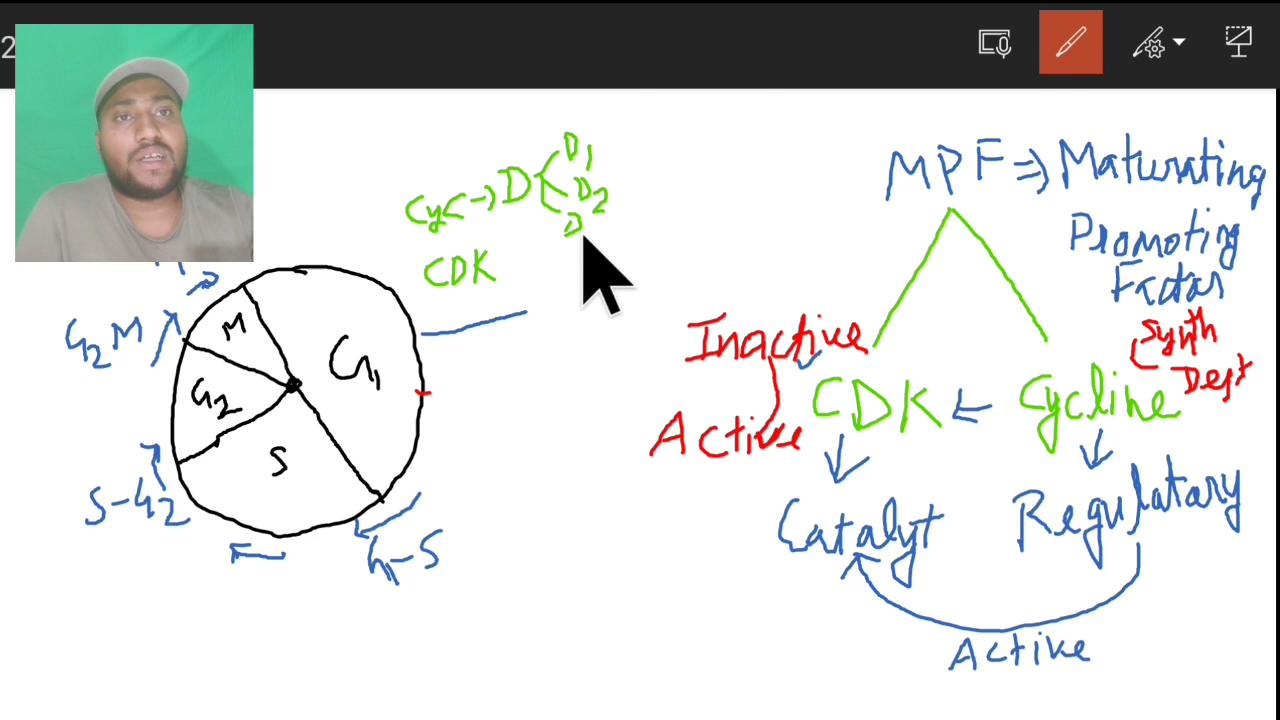 2
Cyc → D
D1
D2
D
CDK
G2M
M
G1
G2
S
S-G2
G1-S
MPF ⇒ Maturating
Promoting
Factor
Inactive
Synth
Active
CDK ← Cycline
Catalyt
Regulatary
Active